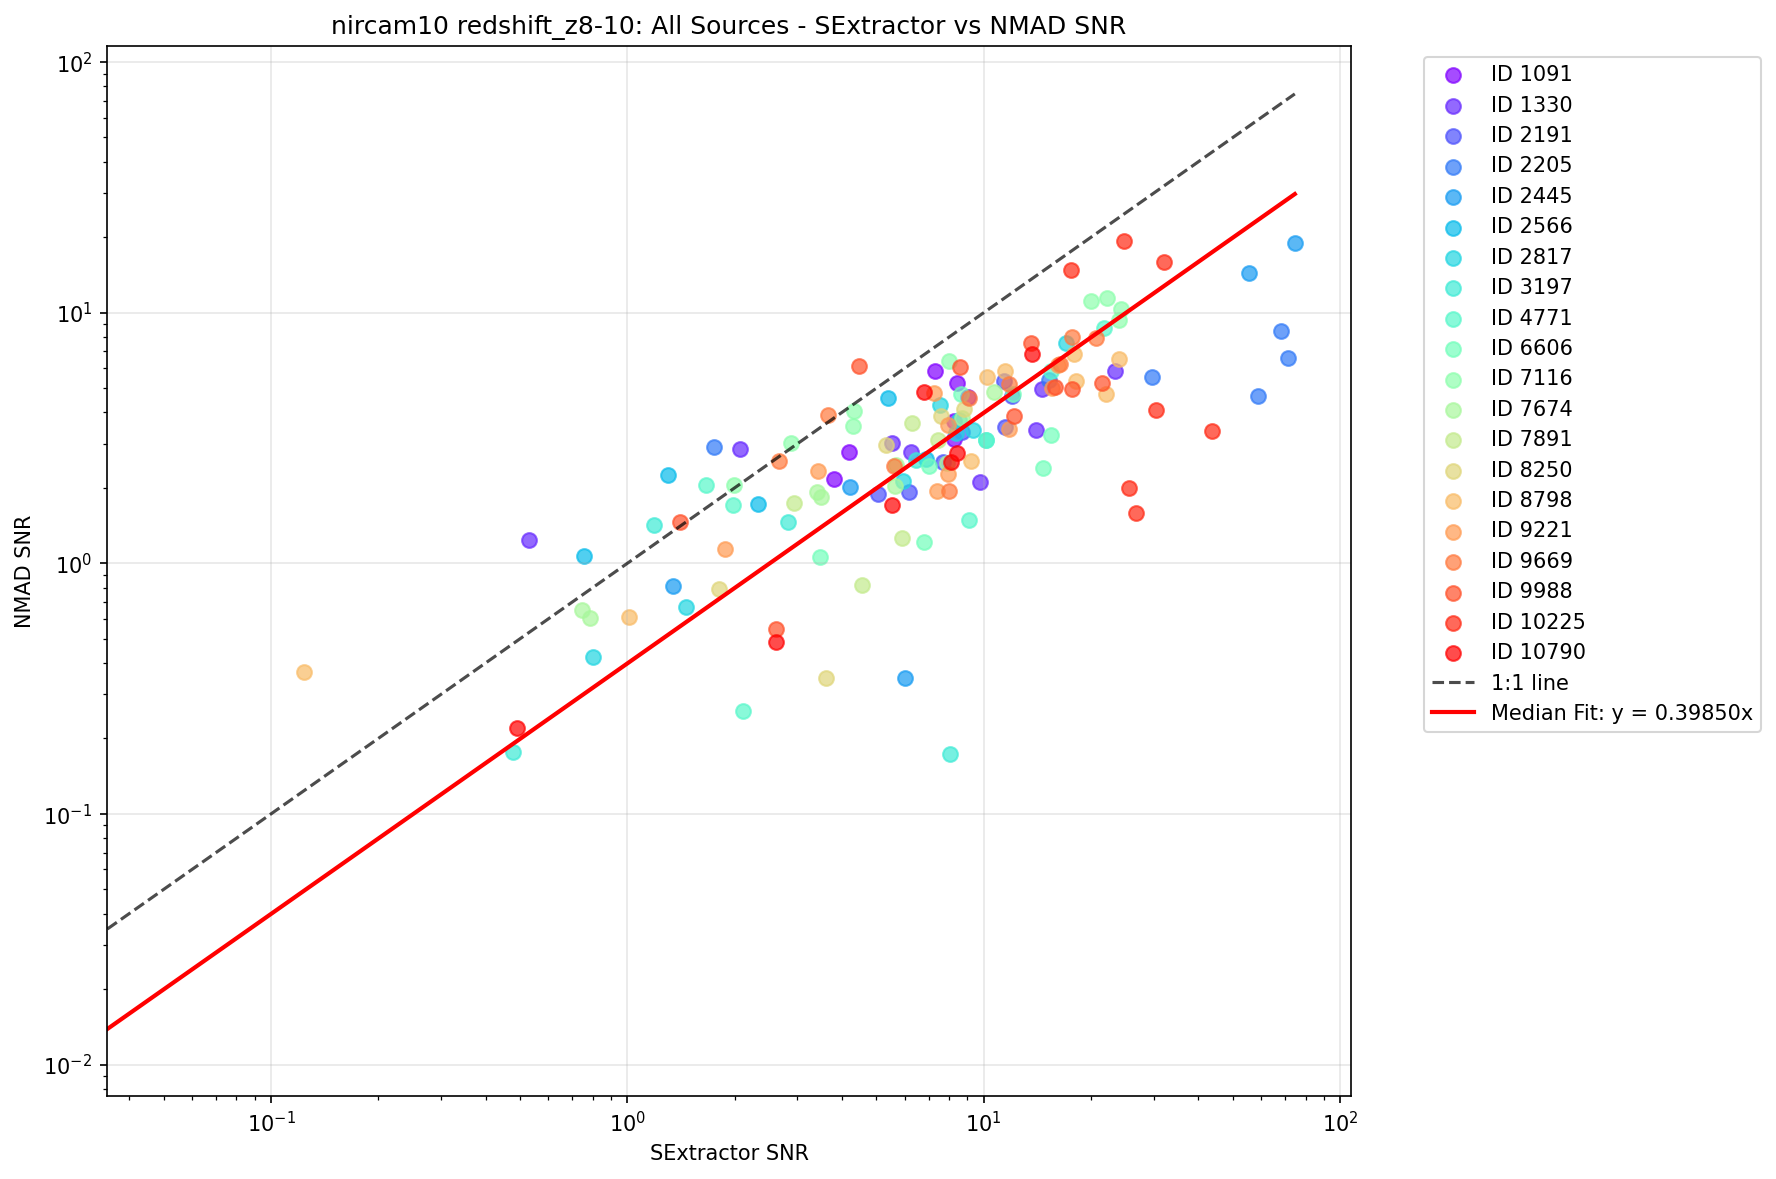 nircam10 redshift_z8-10: All Sources - SExtractor vs NMAD SNR
10²
10¹
10⁰
10⁻¹
10⁻²
NMAD SNR
10⁻¹
10⁰
10¹
10²
SExtractor SNR
ID 1091
ID 1330
ID 2191
ID 2205
ID 2445
ID 2566
ID 2817
ID 3197
ID 4771
ID 6606
ID 7116
ID 7674
ID 7891
ID 8250
ID 8798
ID 9221
ID 9669
ID 9988
ID 10225
ID 10790
1:1 line
Median Fit: y = 0.39850x